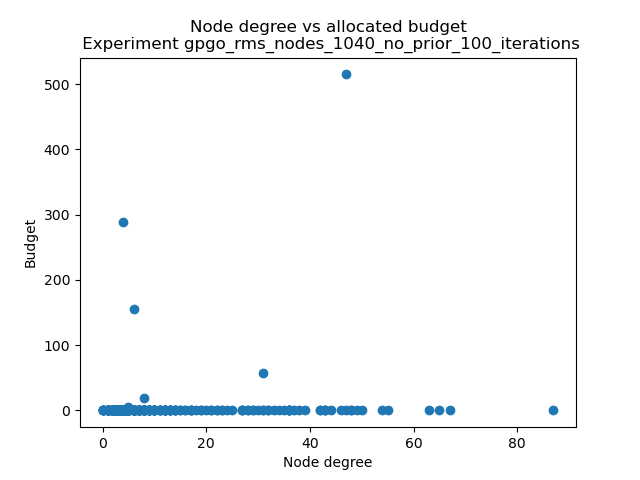 Node degree vs allocated budget
Experiment gpgo_rms_nodes_1040_no_prior_100_iterations
500
400
300
200
100
0
Budget
0 20 40 60 80
Node degree